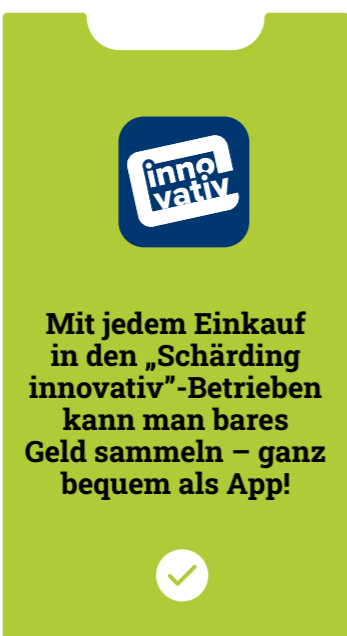 inno
vativ
Mit jedem Einkauf
in den „Schärding
innovativ”-Betrieben
kann man bares
Geld sammeln – ganz
bequem als App!